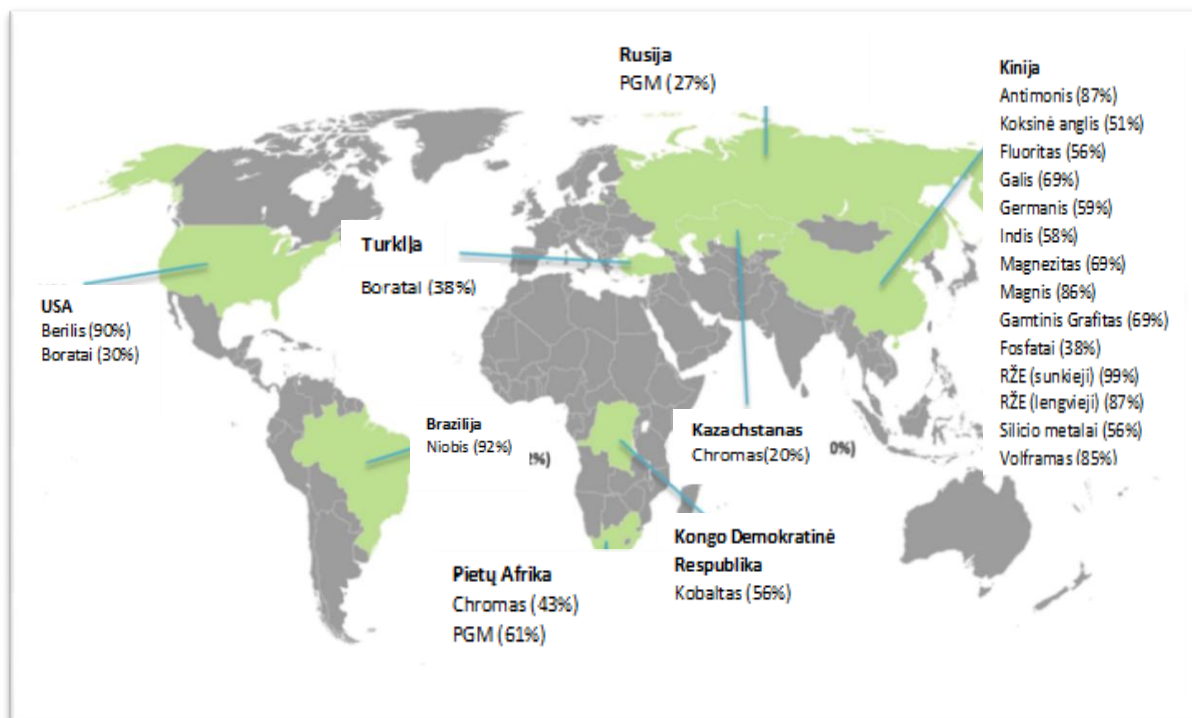 Rusija
PGM (27%)
Kinija
Antimonis (87%)
Koksinė anglis (51%)
Fluoritas (56%)
Galis (69%)
Germanis (59%)
Indis (58%)
Magnezitas (69%)
Magnis (86%)
Gamtinis Grafitas (69%)
Fosfatai (38%)
RŽE (sunkieji) (99%)
RŽE (lengvieji) (87%)
Silicio metalai (56%)
Volframas (85%)
Turkija
Boratai (38%)
USA
Berilis (90%)
Boratai (30%)
Brazilija
Niobis (92%)
2%)
Kazachstanas
Chromas(20%)
0%)
Kongo Demokratinė
Respublika
Kobaltas (56%)
Pietų Afrika
Chromas (43%)
PGM (61%)